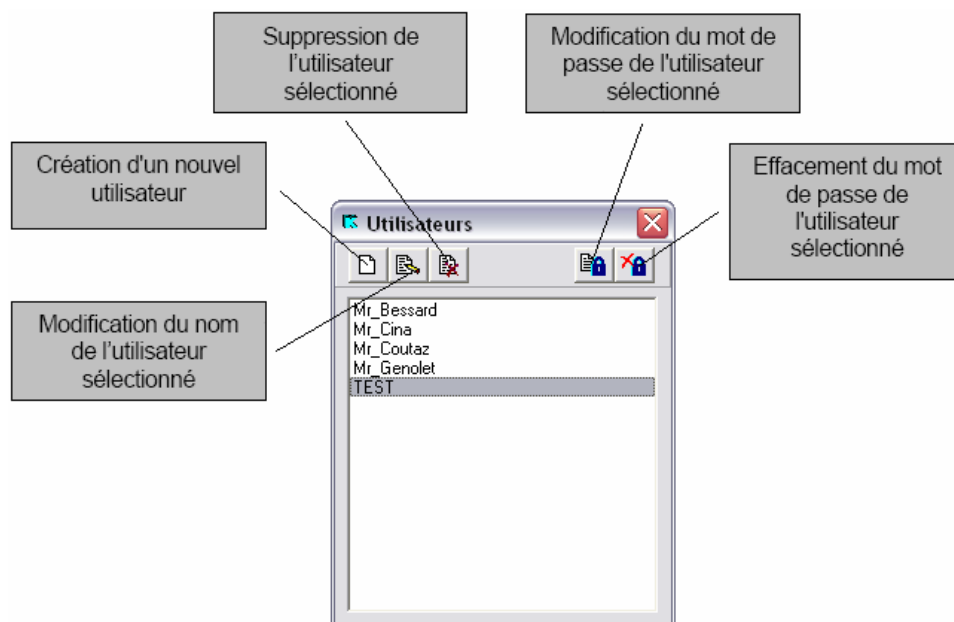 Suppression de
l'utilisateur
sélectionné
Modification du mot de
passe de l'utilisateur
sélectionné
Création d'un nouvel
utilisateur
Effacement du mot
de passe de
l'utilisateur
sélectionné
Modification du nom
de l'utilisateur
sélectionné
Utilisateurs
Mr_Bessard
Mr_Cina
Mr_Coutaz
Mr_Genolet
TEST